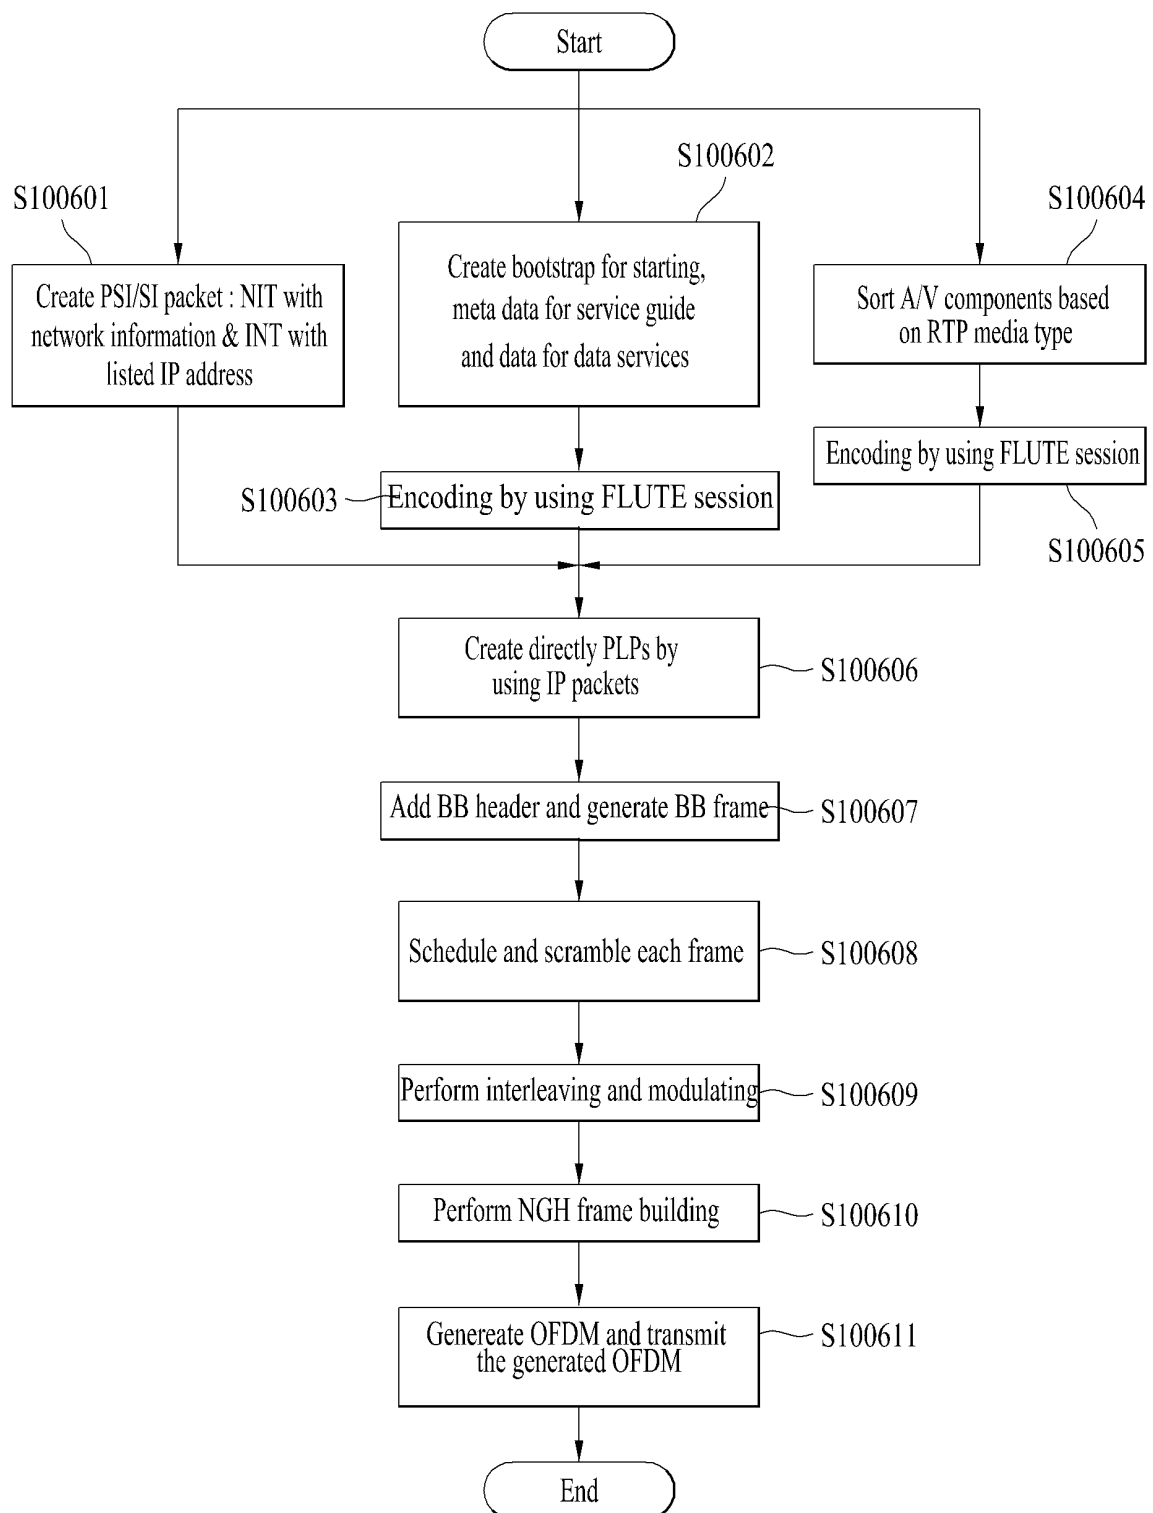 Start
S100601
Create PSI/SI packet : NIT with
network information & INT with
listed IP address
S100602
Create bootstrap for starting,
meta data for service guide
and data for data services
S100604
Sort A/V components based
on RTP media type
S100603
Encoding by using FLUTE session
Encoding by using FLUTE session
S100605
Create directly PLPs by
using IP packets
S100606
Add BB header and generate BB frame
S100607
Schedule and scramble each frame
S100608
Perform interleaving and modulating
S100609
Perform NGH frame building
S100610
Genereate OFDM and transmit
the generated OFDM
S100611
End